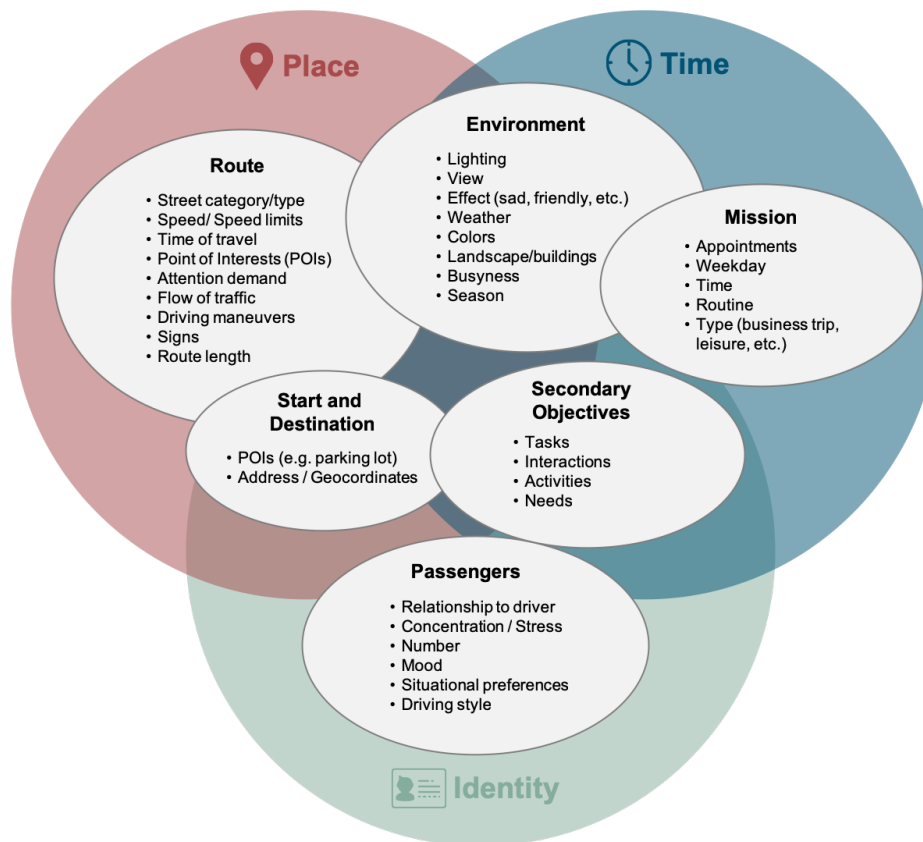 Place
Time
Environment
• Lighting
• View
• Effect (sad, friendly, etc.)
• Weather
• Colors
• Landscape/buildings
• Busyness
• Season
Route
• Street category/type
• Speed/ Speed limits
• Time of travel
• Point of Interests (POIs)
• Attention demand
• Flow of traffic
• Driving maneuvers
• Signs
• Route length
Mission
• Appointments
• Weekday
• Time
• Routine
• Type (business trip,
leisure, etc.)
Start and
Destination
• POIs (e.g. parking lot)
• Address / Geocordinates
Secondary
Objectives
• Tasks
• Interactions
• Activities
• Needs
Passengers
• Relationship to driver
• Concentration / Stress
• Number
• Mood
• Situational preferences
• Driving style
Identity